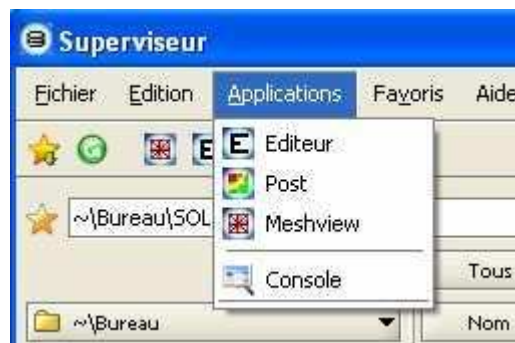 Superviseur
Fichier Edition Applications Favoris Aide
E
E Editeur
Post
Meshview
~\Bureau\SOL
Console
Tous
~\Bureau
Nom